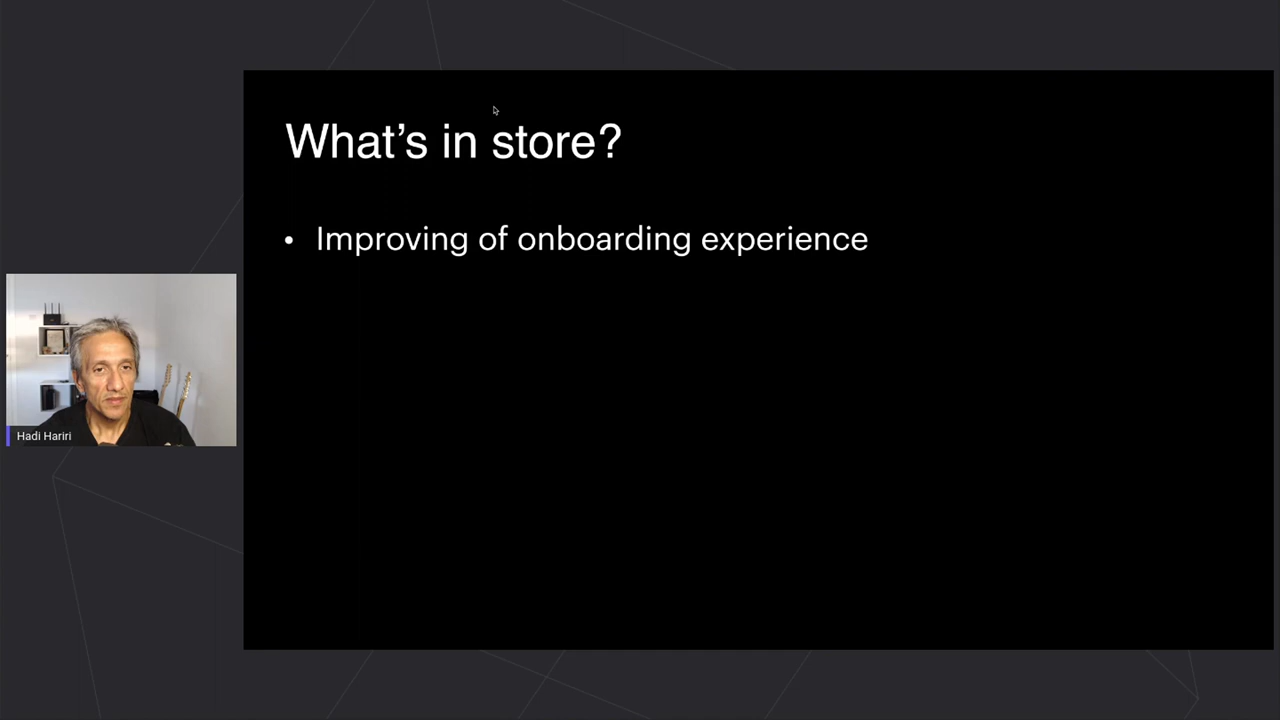 What's in store?
• Improving of onboarding experience
Hadi Hariri